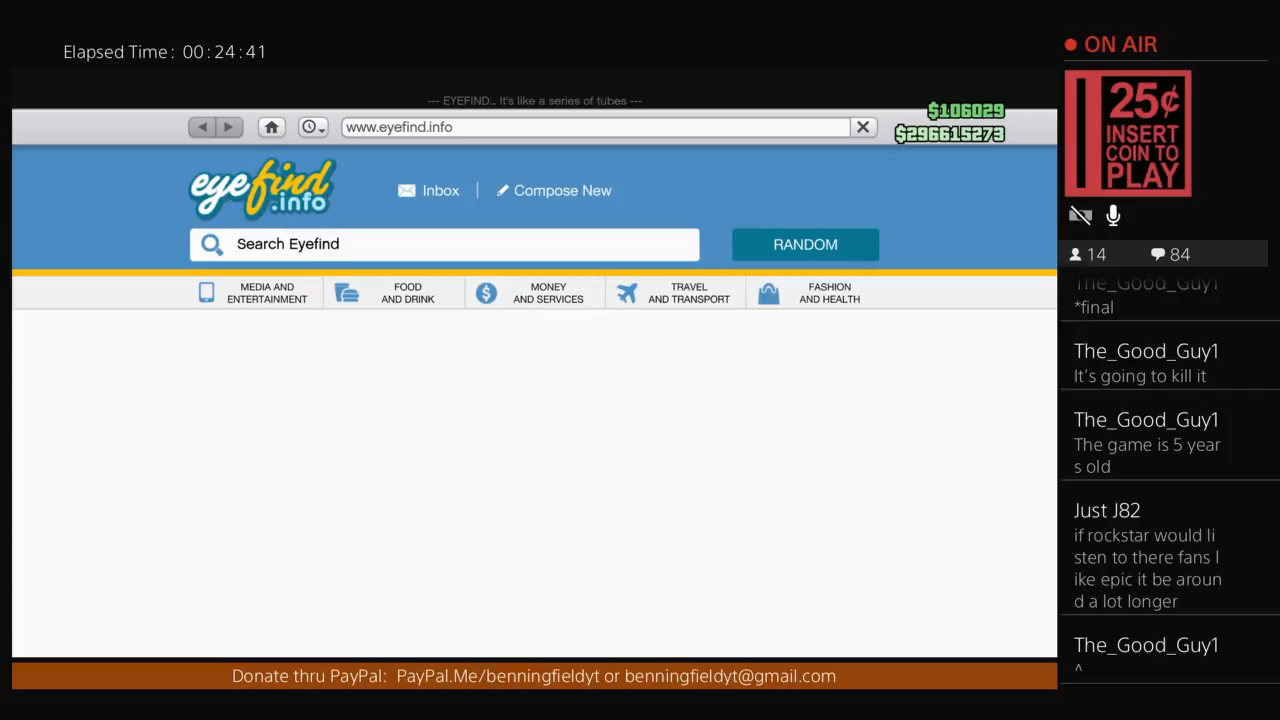 Elapsed Time: 00:24:41
ON AIR
--- EYEFIND... It's like a series of tubes ---
www.eyefind.info
$106029
$296615273
25¢
INSERT
COIN TO
PLAY
eyefind
.info
Inbox
Compose New
Search Eyefind
RANDOM
14
84
MEDIA AND
ENTERTAINMENT
FOOD
AND DRINK
MONEY
AND SERVICES
TRAVEL
AND TRANSPORT
FASHION
AND HEALTH
The_Good_Guy1
*final
The_Good_Guy1
It's going to kill it
The_Good_Guy1
The game is 5 year
s old
Just J82
if rockstar would li
sten to there fans l
ike epic it be aroun
d a lot longer
The_Good_Guy1
^
Donate thru PayPal: PayPal.Me/benningfieldyt or benningfieldyt@gmail.com